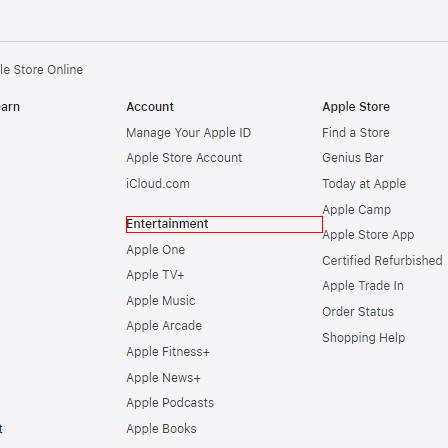 le Store Online
earn
Account
Manage Your Apple ID
Apple Store Account
iCloud.com
Entertainment
Apple One
Apple TV+
Apple Music
Apple Arcade
Apple Fitness+
Apple News+
Apple Podcasts
Apple Books
Apple Store
Find a Store
Genius Bar
Today at Apple
Apple Camp
Apple Store App
Certified Refurbished
Apple Trade In
Order Status
Shopping Help